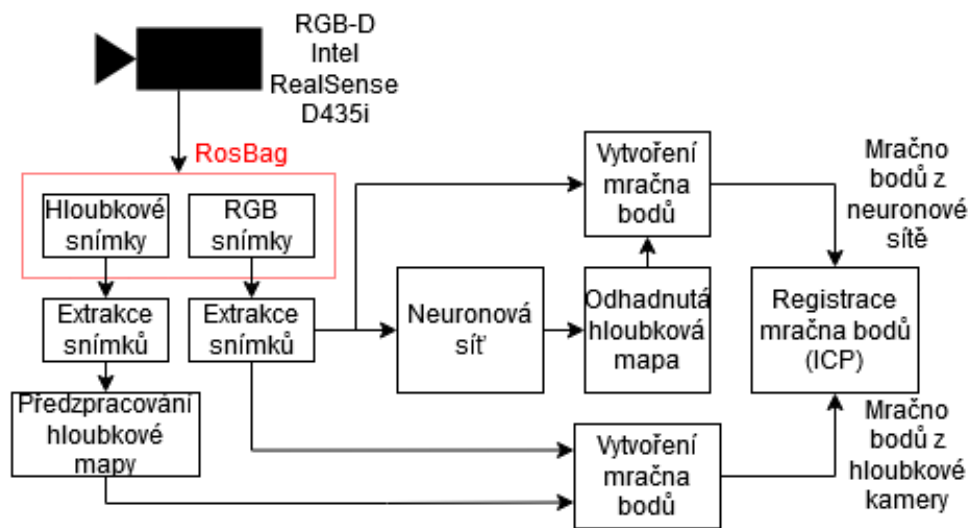 RGB-D
Intel
RealSense
D435i
RosBag
Hloubkové
snímky
RGB
snímky
Extrakce
snímků
Extrakce
snímků
Předzpracování
hloubkové
mapy
Neuronová
síť
Odhadnutá
hloubková
mapa
Vytvoření
mračna
bodů
Vytvoření
mračna
bodů
Mračno
bodů z
neuronové
sítě
Registrace
mračna bodů
(ICP)
Mračno
bodů z
hloubkové
kamery